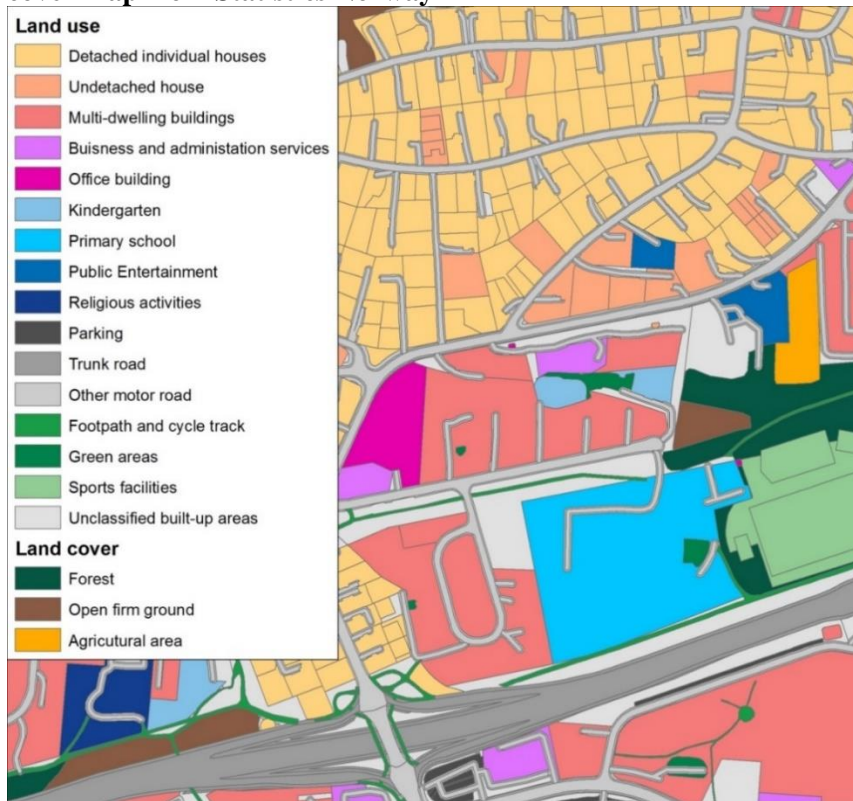 Land use
Detached individual houses
Undetached house
Multi-dwelling buildings
Buisness and administation services
Office building
Kindergarten
Primary school
Public Entertainment
Religious activities
Parking
Trunk road
Other motor road
Footpath and cycle track
Green areas
Sports facilities
Unclassified built-up areas
Land cover
Forest
Open firm ground
Agricutural area